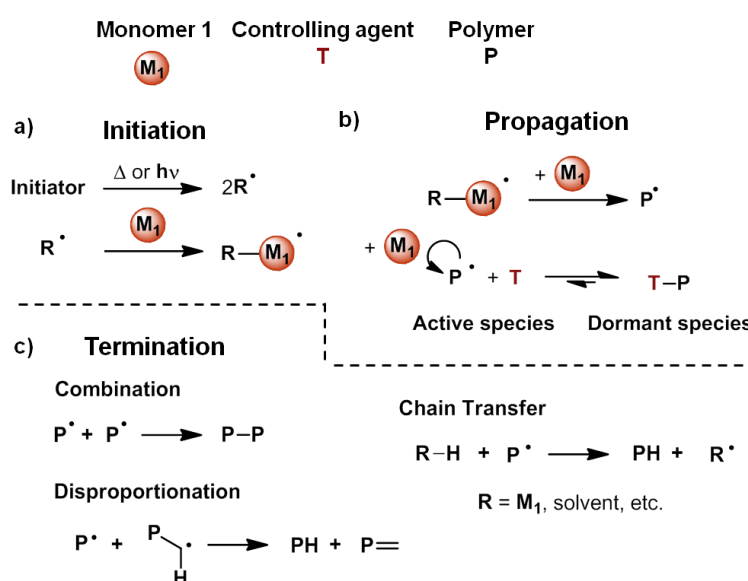 Monomer 1 Controlling agent Polymer
M1 T P
a) Initiation
Initiator Δ or hν 2R•
R• M1 R–M1•
b) Propagation
R–M1• + M1 P•
+ M1 P• + T T–P
Active species Dormant species
c) Termination
Combination
P• + P• P–P
Disproportionation
P• + P H • PH + P=
Chain Transfer
R–H + P• PH + R•
R = M1, solvent, etc.